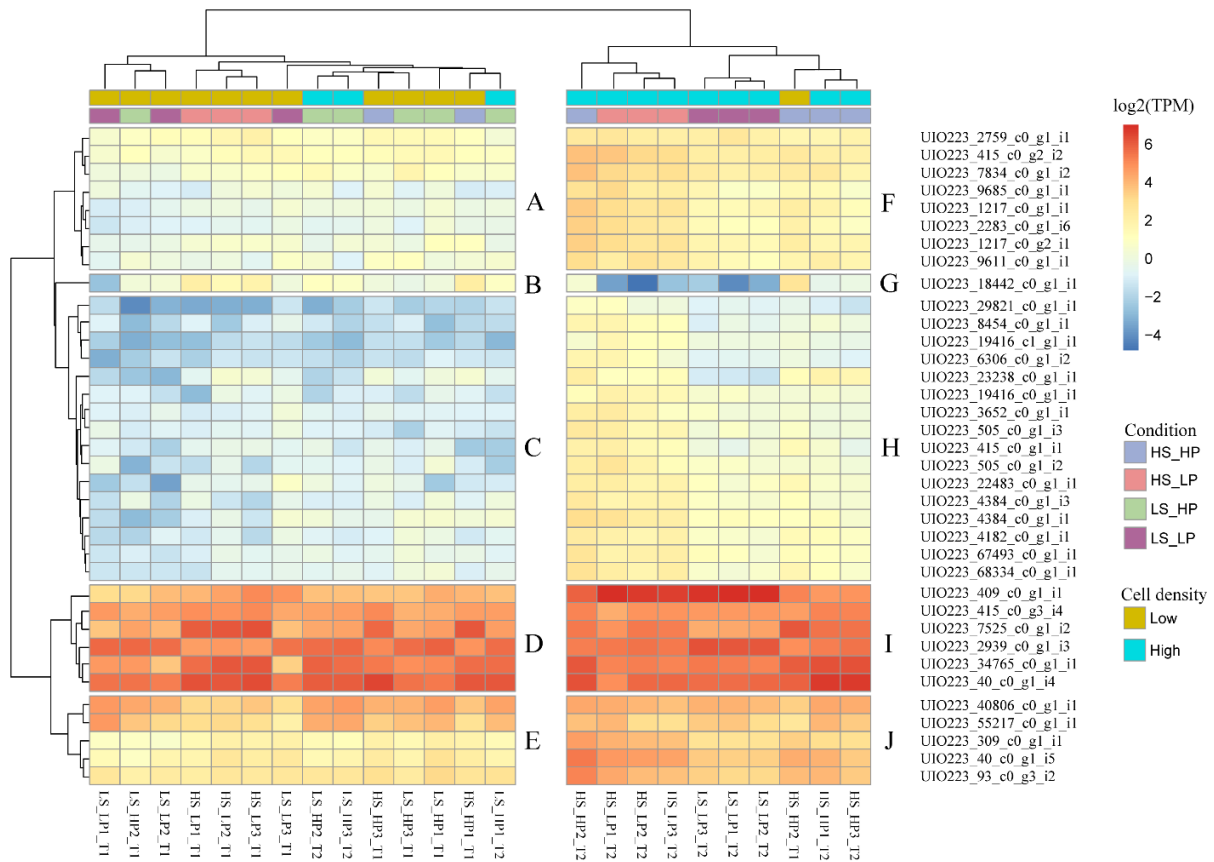 log2(TPM)
6
4
2
0
−2
−4
A
B
C
D
E
F
G
H
I
J
UIO223_2759_c0_g1_i1
UIO223_415_c0_g2_i2
UIO223_7834_c0_g1_i2
UIO223_9685_c0_g1_i1
UIO223_1217_c0_g1_i1
UIO223_2283_c0_g1_i6
UIO223_1217_c0_g2_i1
UIO223_9611_c0_g1_i1
UIO223_18442_c0_g1_i1
UIO223_29821_c0_g1_i1
UIO223_8454_c0_g1_i1
UIO223_19416_c1_g1_i1
UIO223_6306_c0_g1_i2
UIO223_23238_c0_g1_i1
UIO223_19416_c0_g1_i1
UIO223_3652_c0_g1_i1
UIO223_505_c0_g1_i3
UIO223_415_c0_g1_i1
UIO223_505_c0_g1_i2
UIO223_22483_c0_g1_i1
UIO223_4384_c0_g1_i3
UIO223_4384_c0_g1_i1
UIO223_4182_c0_g1_i1
UIO223_67493_c0_g1_i1
UIO223_68334_c0_g1_i1
UIO223_409_c0_g1_i1
UIO223_415_c0_g3_i4
UIO223_7525_c0_g1_i2
UIO223_2939_c0_g1_i3
UIO223_34765_c0_g1_i1
UIO223_40_c0_g1_i4
UIO223_40806_c0_g1_i1
UIO223_55217_c0_g1_i1
UIO223_309_c0_g1_i1
UIO223_40_c0_g1_i5
UIO223_93_c0_g3_i2
Condition
HS_HP
HS_LP
LS_HP
LS_LP
Cell density
Low
High
LS_LP1_T1
LS_HP2_T1
LS_LP2_T1
HS_LP1_T1
HS_LP2_T1
HS_LP3_T1
LS_LP3_T1
LS_HP2_T2
LS_HP3_T2
HS_HP3_T1
LS_HP3_T1
LS_HP1_T1
HS_HP1_T1
LS_HP1_T2
HS_HP2_T2
HS_LP1_T2
HS_LP2_T2
HS_LP3_T2
LS_LP3_T2
LS_LP1_T2
LS_LP2_T2
HS_HP2_T1
HS_HP1_T2
HS_HP3_T2